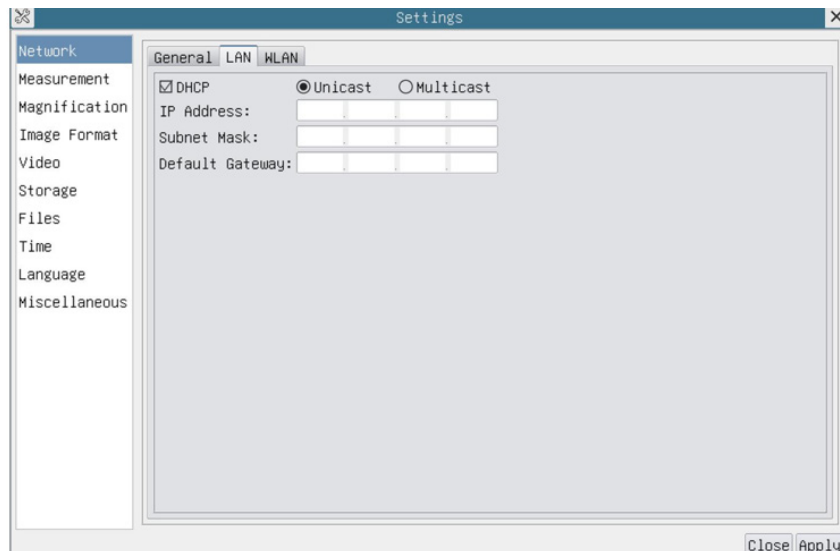 Settings
Network
Measurement
Magnification
Image Format
Video
Storage
Files
Time
Language
Miscellaneous
General LAN WLAN
DHCP Unicast Multicast
IP Address:
Subnet Mask:
Default Gateway:
Close Apply